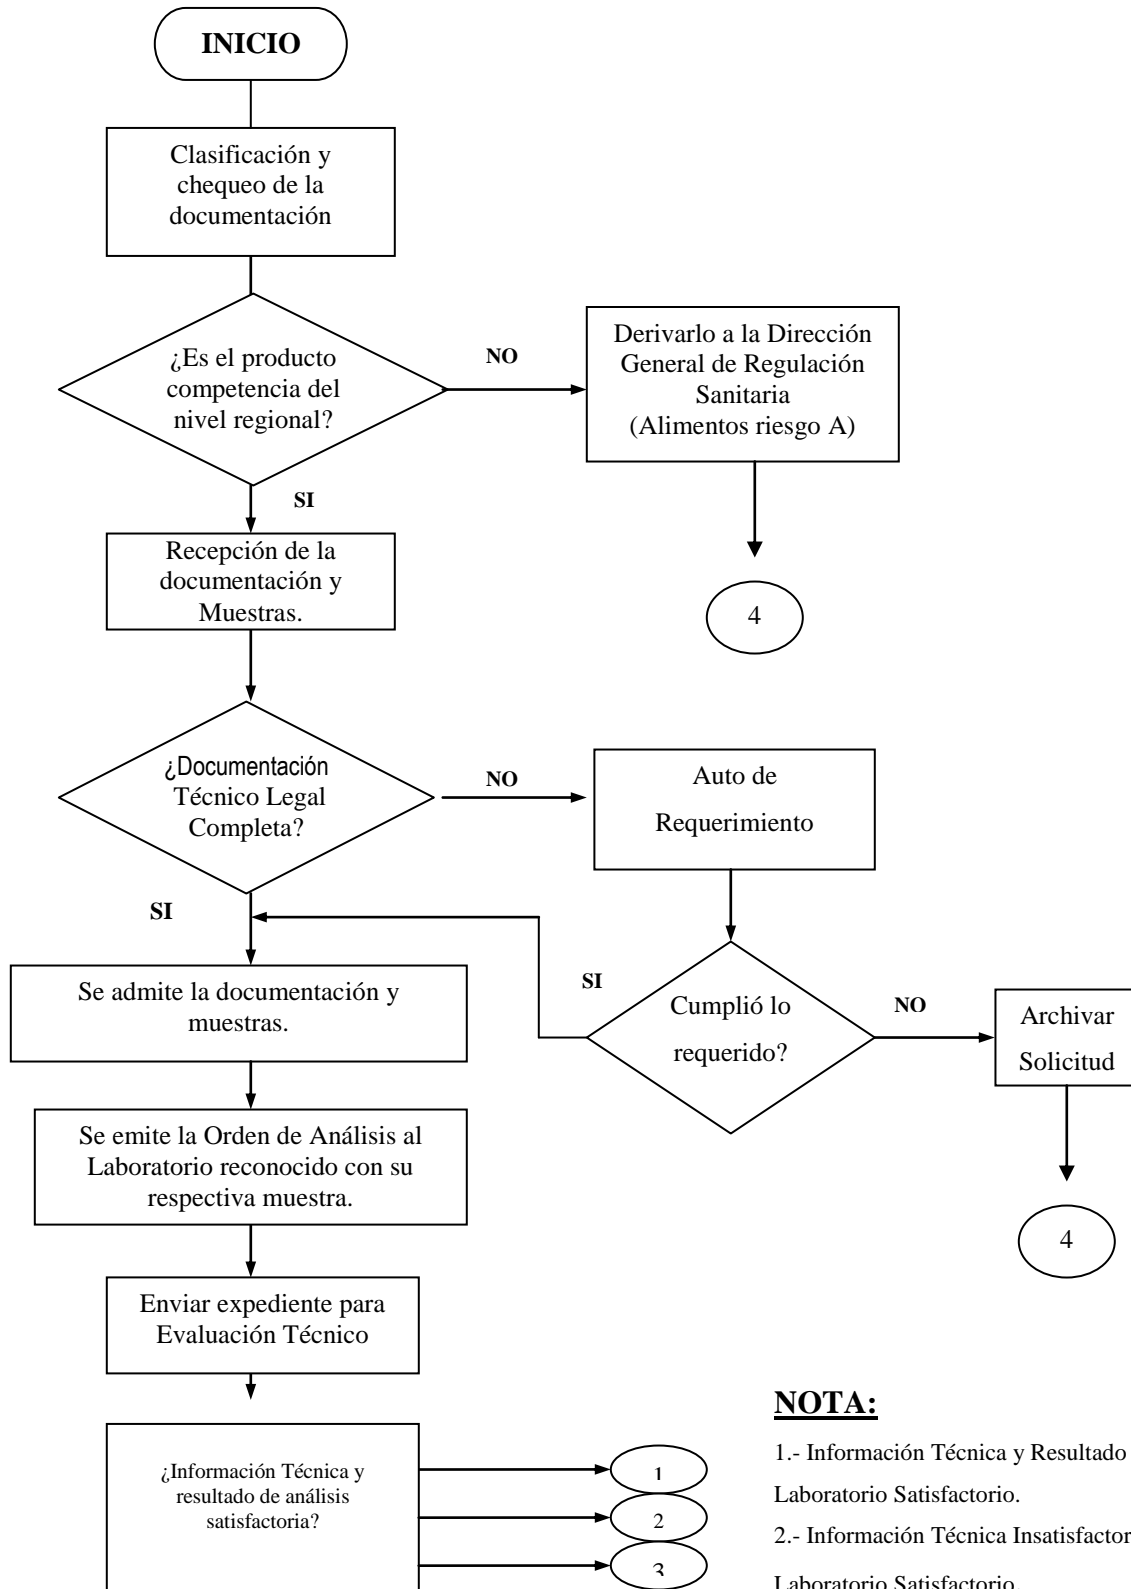 INICIO
Clasificación y
chequeo de la
documentación
¿Es el producto
competencia del
nivel regional?
NO
Derivarlo a la Dirección
General de Regulación
Sanitaria
(Alimentos riesgo A)
SI
4
Recepción de la
documentación y
Muestras.
¿Documentación
Técnico Legal
Completa?
NO
Auto de
Requerimiento
SI
Se admite la documentación y
muestras.
SI
Cumplió lo
requerido?
NO
Archivar
Solicitud
Se emite la Orden de Análisis al
Laboratorio reconocido con su
respectiva muestra.
4
Enviar expediente para
Evaluación Técnico
¿Información Técnica y
resultado de análisis
satisfactoria?
1
2
3
NOTA:
1.- Información Técnica y Resultado
Laboratorio Satisfactorio.
2.- Información Técnica Insatisfactor
Laboratorio Satisfactorio